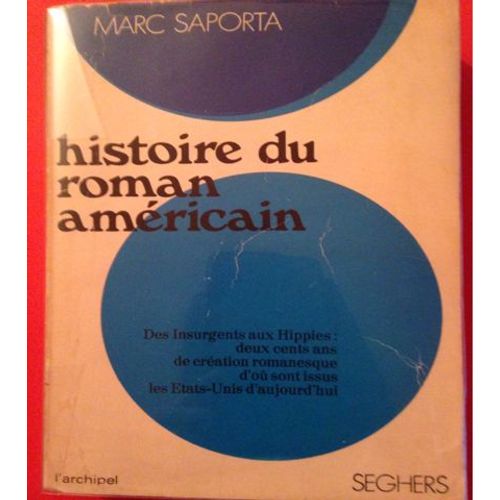 MARC SAPORTA
histoire du
roman
américain
Des Insurgents aux Hippies :
deux cents ans
de création romanesque
d'où sont issus
les Etats-Unis d'aujourd'hui
l'archipel
SEGHERS